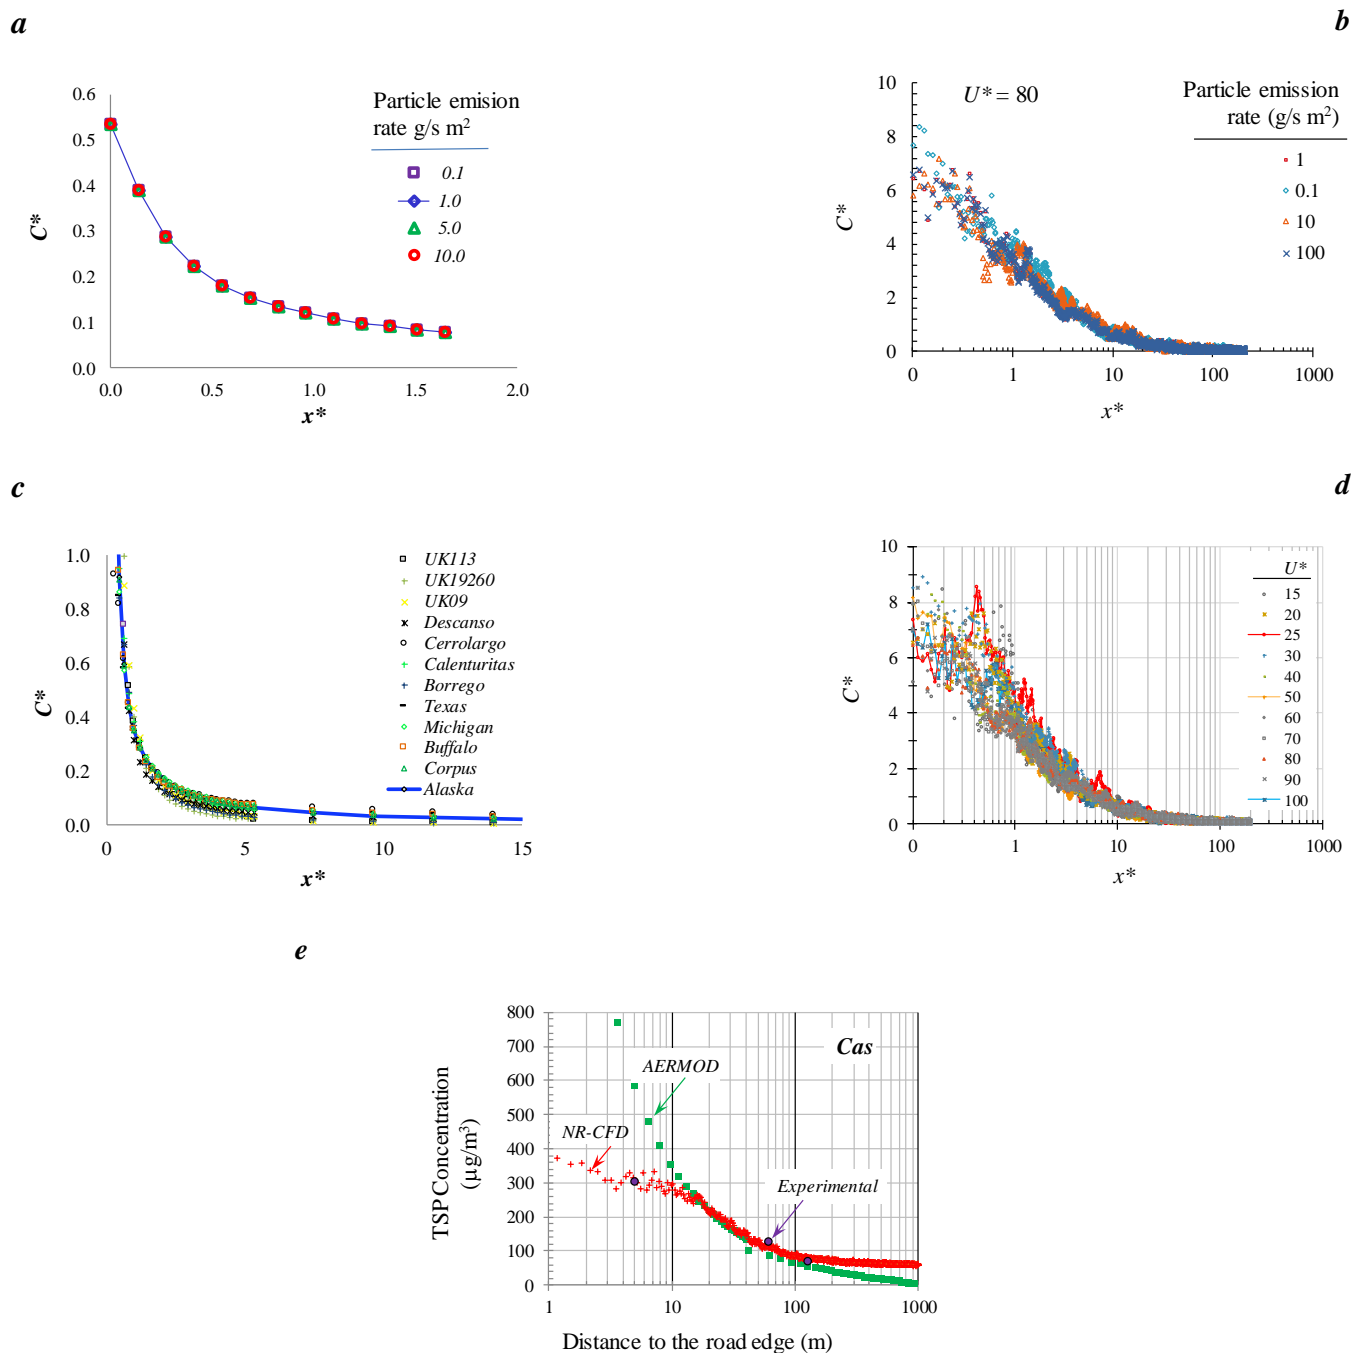 a
b
Particle emision
rate g/s m²
0.1
1.0
5.0
10.0
C*
0.6
0.5
0.4
0.3
0.2
0.1
0.0
0.0 0.5 1.0 1.5 2.0
x*
U* = 80
Particle emission
rate (g/s m²)
1
0.1
10
100
C*
10
8
6
4
2
0
0 1 10 100 1000
x*
c
d
C*
1.0
0.8
0.6
0.4
0.2
0.0
0 5 10 15
x*
UK113
UK19260
UK09
Descanso
Cerrolargo
Calenturitas
Borrego
Texas
Michigan
Buffalo
Corpus
Alaska
C*
10
8
6
4
2
0
0 1 10 100 1000
x*
U*
15
20
25
30
40
50
60
70
80
90
100
e
TSP Concentration
(µg/m³)
800
700
600
500
400
300
200
100
0
1 10 100 1000
Distance to the road edge (m)
Cas
AERMOD
NR-CFD
Experimental